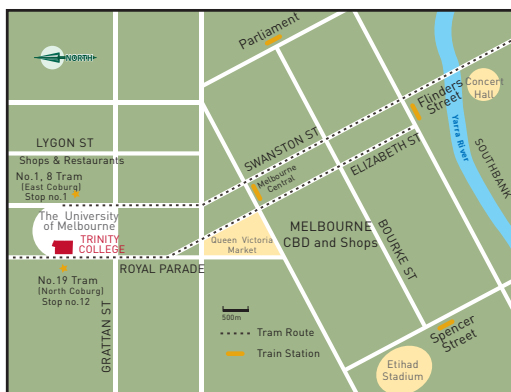 Parliament
NORTH
Flinders
Street
Concert
Hall
Yarra River
SOUTHBANK
LYGON ST
Shops & Restaurants
SWANSTON ST
ELIZABETH ST
No.1, 8 Tram
(East Coburg)
Stop no.1
Melbourne
Central
The University
of Melbourne
TRINITY
COLLEGE
Queen Victoria
Market
MELBOURNE
CBD and Shops
BOURKE ST
ROYAL PARADE
No.19 Tram
(North Coburg)
Stop no.12
GRATTAN ST
500m
Tram Route
Train Station
Spencer
Street
Etihad
Stadium